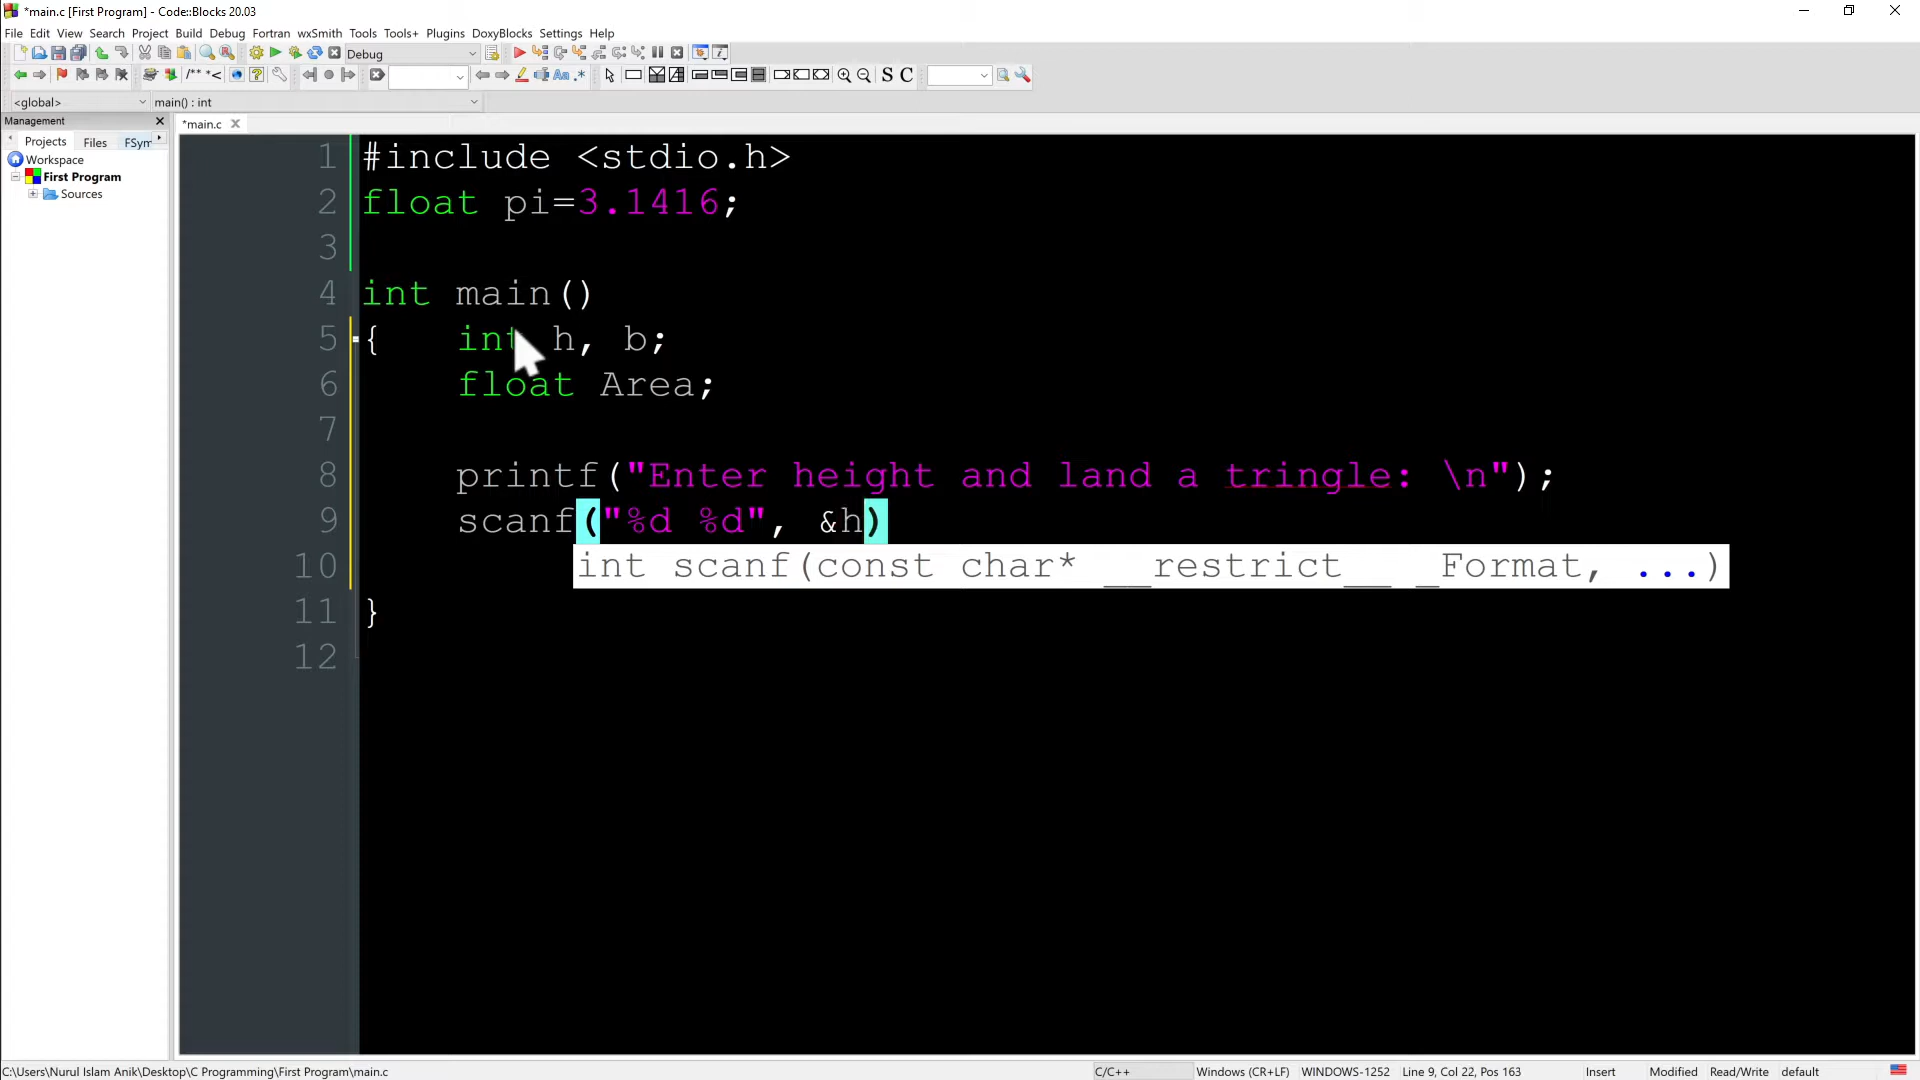 *main.c [First Program] - Code::Blocks 20.03
File Edit View Search Project Build Debug Fortran wxSmith Tools Tools+ Plugins DoxyBlocks Settings Help
Debug
/** *< Aa .* S C
<global> main() : int
Management
*main.c
Projects Files FSym
Workspace
First Program
Sources
1 #include <stdio.h>
2 float pi=3.1416;
3
4 int main()
5 { int h, b;
6 float Area;
7
8 printf("Enter height and land a tringle: \n");
9 scanf("%d %d", &h)
10 int scanf(const char* __restrict__ _Format, ...)
11 }
12
C:\Users\Nurul Islam Anik\Desktop\C Programming\First Program\main.c C/C++ Windows (CR+LF) WINDOWS-1252 Line 9, Col 22, Pos 163 Insert Modified Read/Write default